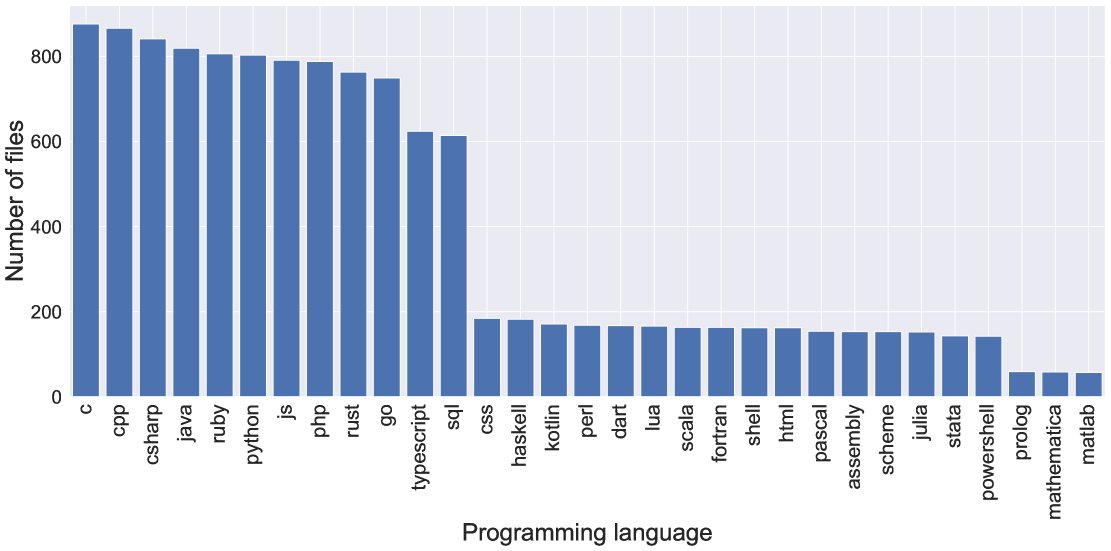 Number of files
800
600
400
200
0
c
cpp
csharp
java
ruby
python
js
php
rust
go
typescript
sql
css
haskell
kotlin
perl
dart
lua
scala
fortran
shell
html
pascal
assembly
scheme
julia
stata
powershell
prolog
mathematica
matlab
Programming language